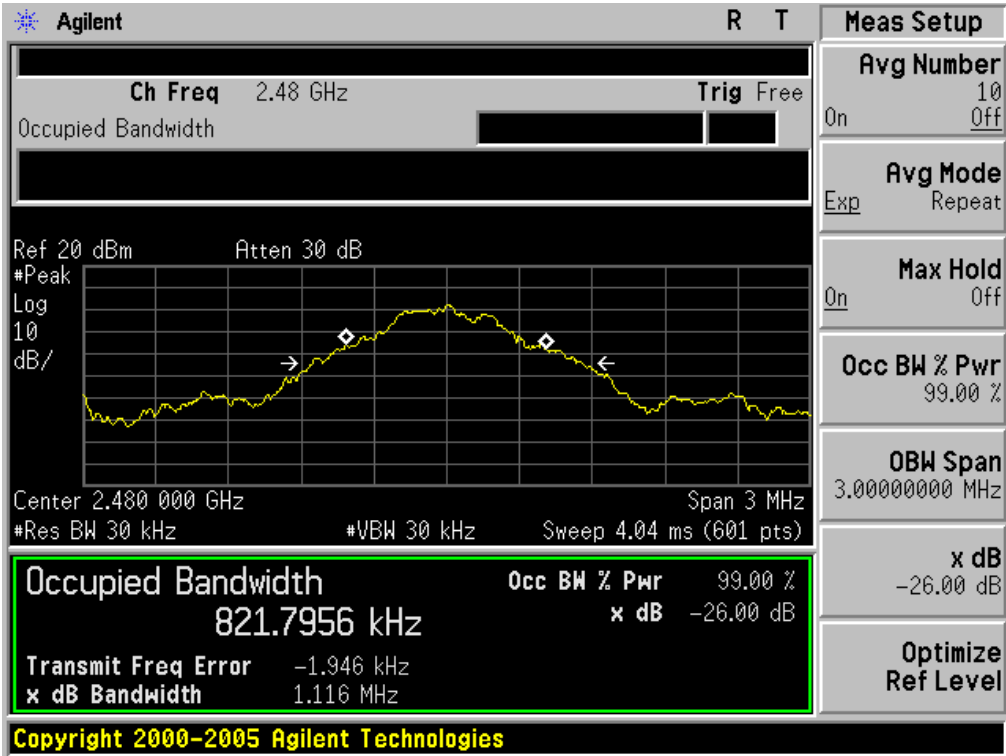 Agilent
R T
Ch Freq 2.48 GHz Trig Free
Occupied Bandwidth
Ref 20 dBm Atten 30 dB
#Peak
Log
10
dB/
Center 2.480 000 GHz Span 3 MHz
#Res BW 30 kHz #VBW 30 kHz Sweep 4.04 ms (601 pts)
Occupied Bandwidth
821.7956 kHz
Occ BW % Pwr 99.00 %
x dB -26.00 dB
Transmit Freq Error -1.946 kHz
x dB Bandwidth 1.116 MHz
Copyright 2000-2005 Agilent Technologies
Meas Setup
Avg Number
10
On Off
Avg Mode
Exp Repeat
Max Hold
On Off
Occ BW % Pwr
99.00 %
OBW Span
3.00000000 MHz
x dB
-26.00 dB
Optimize
Ref Level